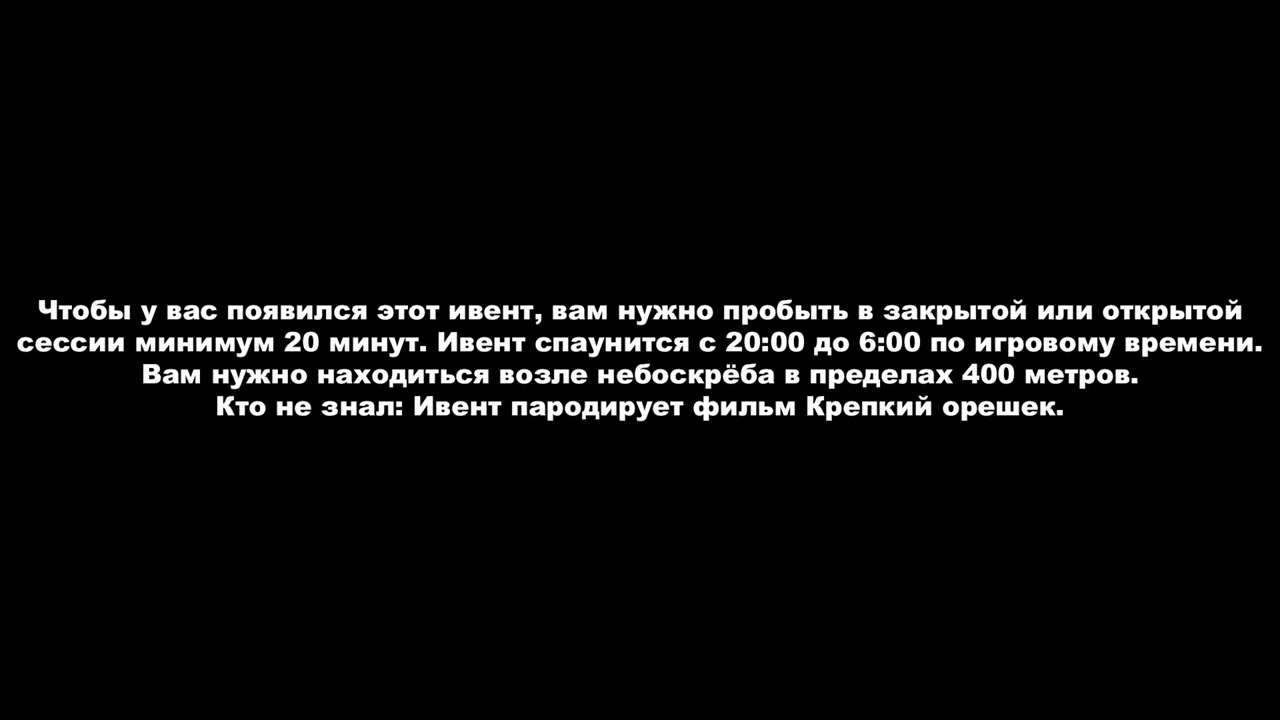 Чтобы у вас появился этот ивент, вам нужно пробыть в закрытой или открытой
сессии минимум 20 минут. Ивент спаунится с 20:00 до 6:00 по игровому времени.
Вам нужно находиться возле небоскрёба в пределах 400 метров.
Кто не знал: Ивент пародирует фильм Крепкий орешек.